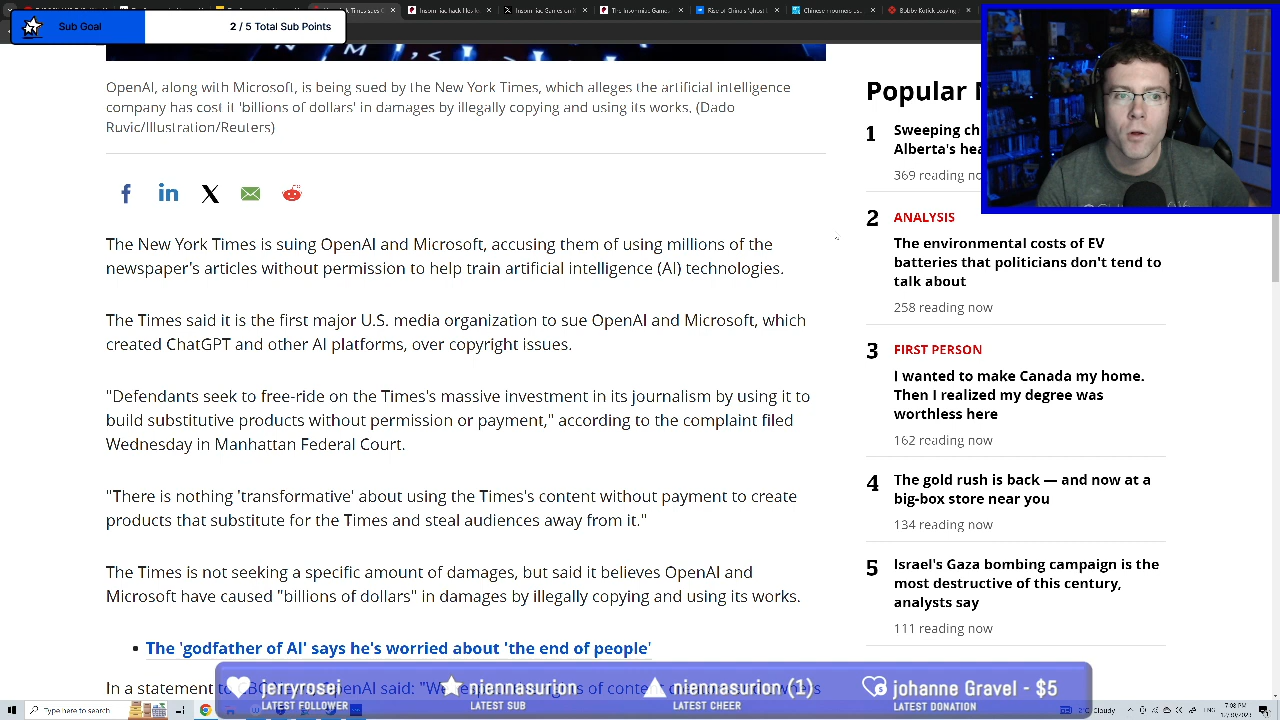 Sub Goal
2 / 5 Total Sub Points
OpenAI, along with Microsoft, is being sued by the New York Times, which alleges the artificial intelligence
company has cost it 'billions of dollars' in damages by illegally copying and using its works. (Dado
Ruvic/Illustration/Reuters)
The New York Times is suing OpenAI and Microsoft, accusing them of using millions of the
newspaper's articles without permission to help train artificial intelligence (AI) technologies.
The Times said it is the first major U.S. media organization to sue OpenAI and Microsoft, which
created ChatGPT and other AI platforms, over copyright issues.
"Defendants seek to free-ride on the Times's massive investment in its journalism by using it to
build substitutive products without permission or payment," according to the complaint filed
Wednesday in Manhattan Federal Court.
"There is nothing 'transformative' about using the Times's content without payment to create
products that substitute for the Times and steal audiences away from it."
The Times is not seeking a specific amount of damages, but said it believes OpenAI and
Microsoft have caused "billions of dollars" in damages by illegally copying and using its works.
The 'godfather of AI' says he's worried about 'the end of people'
In a statement
OpenAI said:
Popular
1
Sweeping
Alberta's
369 reading
2
ANALYSIS
The environmental costs of EV
batteries that politicians don't tend to
talk about
258 reading now
3
FIRST PERSON
I wanted to make Canada my home.
Then I realized my degree was
worthless here
162 reading now
4
The gold rush is back — and now at a
big-box store near you
134 reading now
5
Israel's Gaza bombing campaign is the
most destructive of this century,
analysts say
111 reading now
LATEST FOLLOWER
LATEST SUB
LATEST CHEER
johanne Gravel - $5
LATEST DONATION
Type here to search
Cloudy